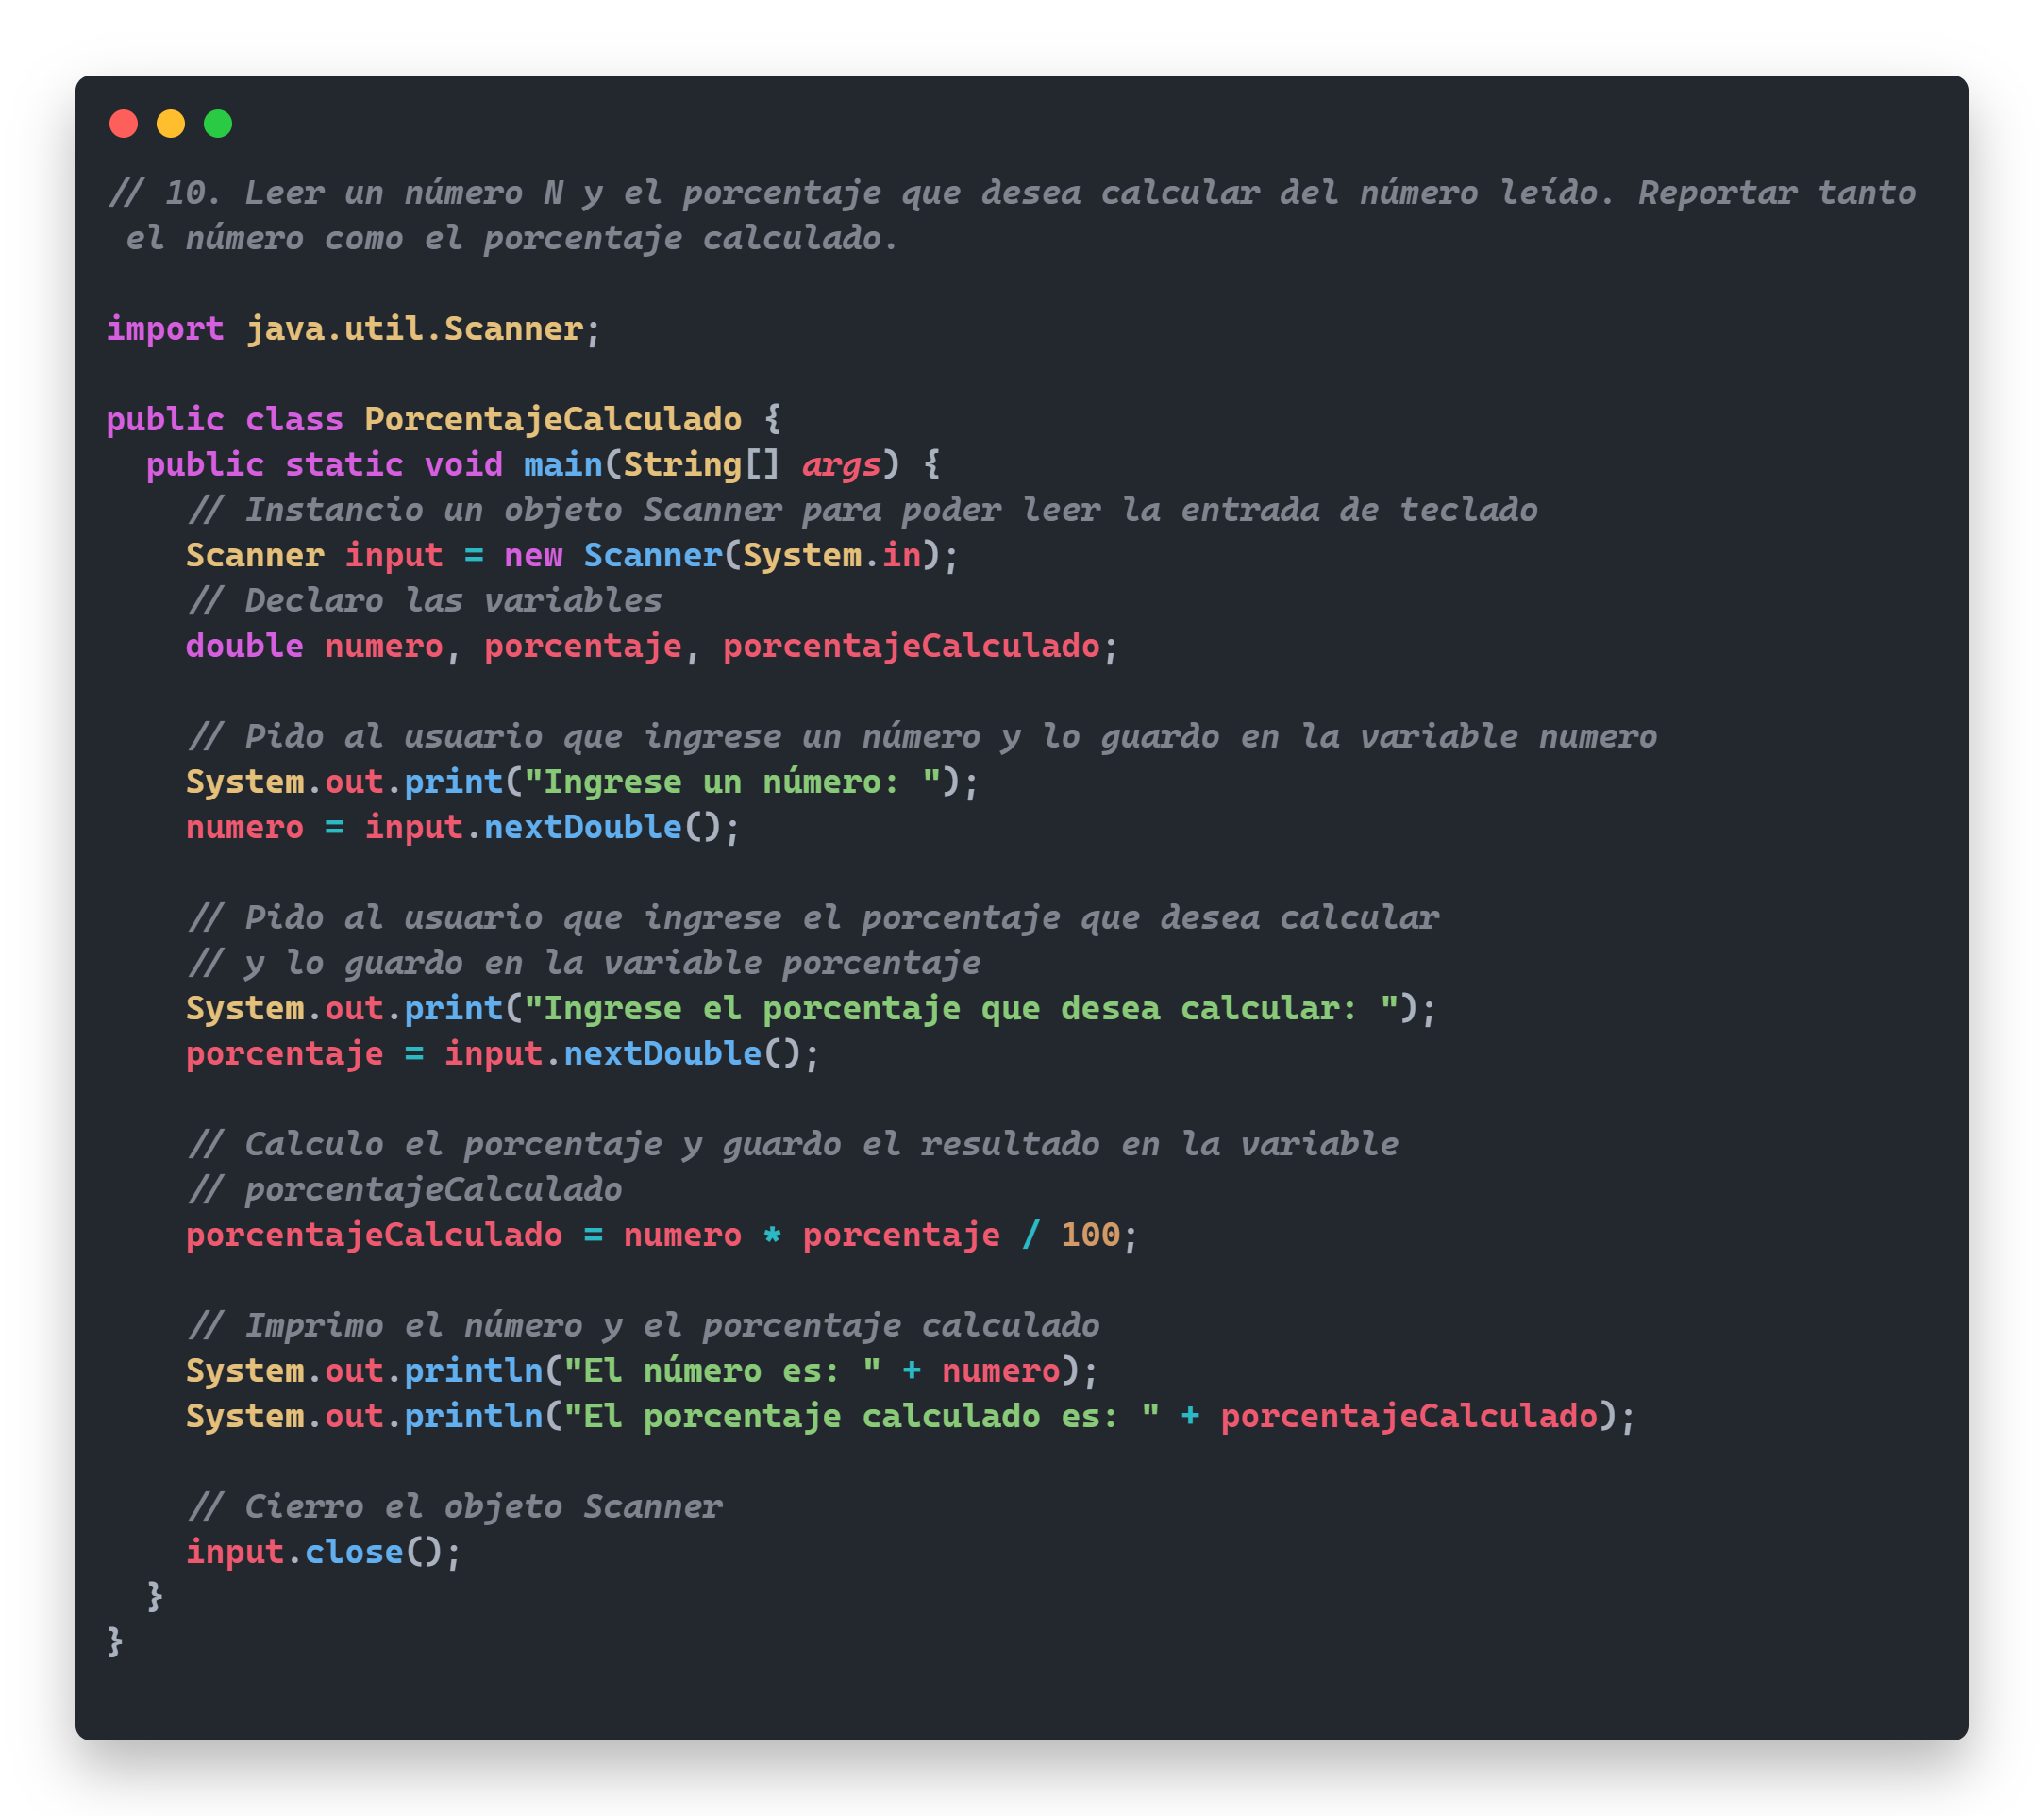 // 10. Leer un número N y el porcentaje que desea calcular del número leído. Reportar tanto
el número como el porcentaje calculado.
import java.util.Scanner;
public class PorcentajeCalculado {
public static void main(String[] args) {
// Instancio un objeto Scanner para poder leer la entrada de teclado
Scanner input = new Scanner(System.in);
// Declaro las variables
double numero, porcentaje, porcentajeCalculado;
// Pido al usuario que ingrese un número y lo guardo en la variable numero
System.out.print("Ingrese un número: ");
numero = input.nextDouble();
// Pido al usuario que ingrese el porcentaje que desea calcular
// y lo guardo en la variable porcentaje
System.out.print("Ingrese el porcentaje que desea calcular: ");
porcentaje = input.nextDouble();
// Calculo el porcentaje y guardo el resultado en la variable
// porcentajeCalculado
porcentajeCalculado = numero * porcentaje / 100;
// Imprimo el número y el porcentaje calculado
System.out.println("El número es: " + numero);
System.out.println("El porcentaje calculado es: " + porcentajeCalculado);
// Cierro el objeto Scanner
input.close();
}
}